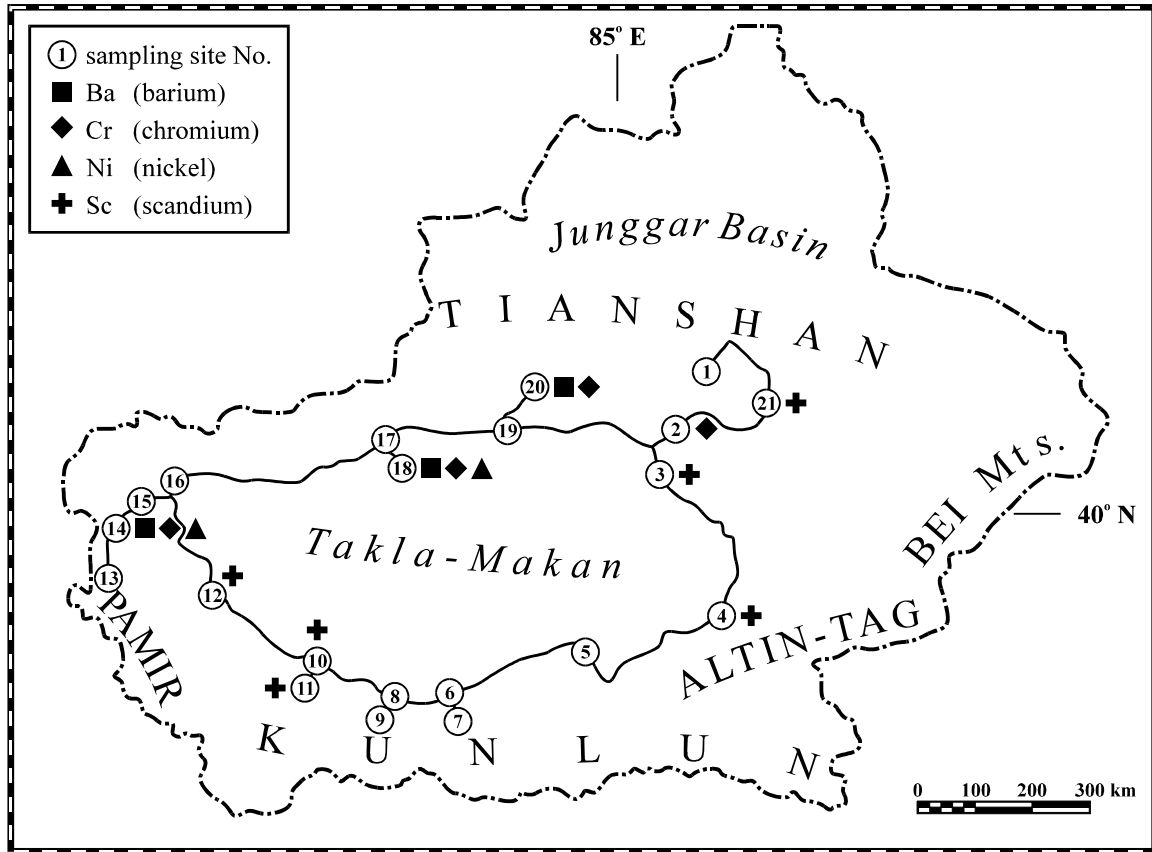 85° E
① sampling site No.
■ Ba (barium)
◆ Cr (chromium)
▲ Ni (nickel)
✚ Sc (scandium)
Junggar Basin
TIANSHAN
1
20
21
2
19
17
18
3
16
15
14
BEI Mts.
40° N
Takla-Makan
13
12
PAMIR
4
ALTIN-TAG
5
10
11
8
6
9
7
KUNLUN
0 100 200 300 km